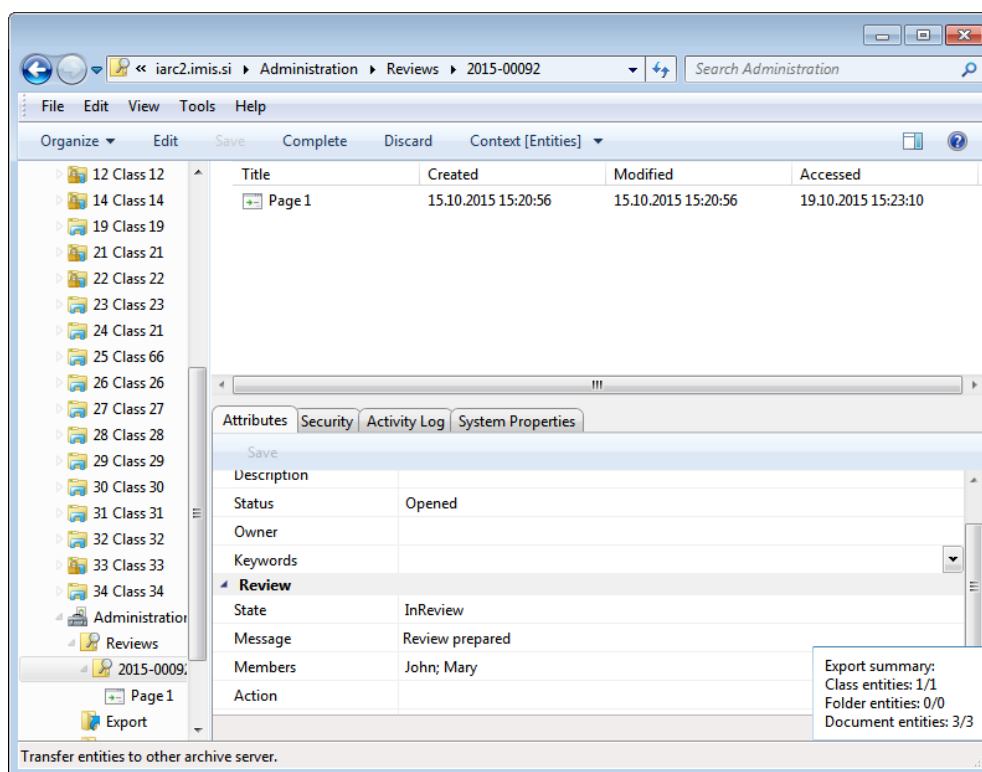 « iarc2.imis.si Administration Reviews 2015-00092 Search Administration
File Edit View Tools Help
Organize Edit Save Complete Discard Context [Entities]
12 Class 12
14 Class 14
19 Class 19
21 Class 21
22 Class 22
23 Class 23
24 Class 21
25 Class 66
26 Class 26
27 Class 27
28 Class 28
29 Class 29
30 Class 30
31 Class 31
32 Class 32
33 Class 33
34 Class 34
Administration
Reviews
2015-00092
Page 1
Export
Title Created Modified Accessed
Page 1 15.10.2015 15:20:56 15.10.2015 15:20:56 19.10.2015 15:23:10
Attributes Security Activity Log System Properties
Save
Description
Status Opened
Owner
Keywords
Review
State InReview
Message Review prepared
Members John; Mary
Action
Export summary:
Class entities: 1/1
Folder entities: 0/0
Document entities: 3/3
Transfer entities to other archive server.